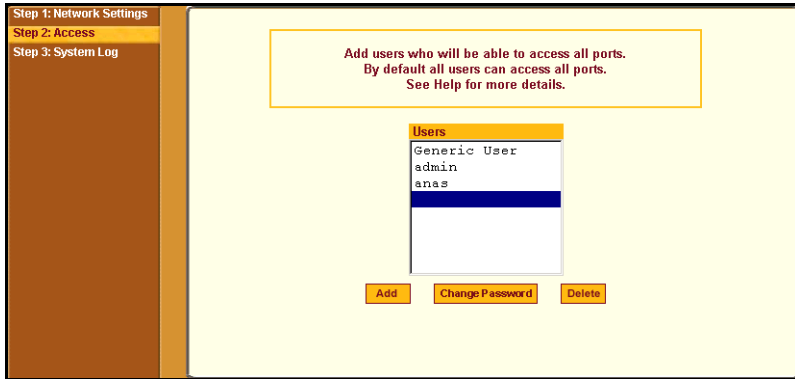 Step 1: Network Settings
Step 2: Access
Step 3: System Log
Add users who will be able to access all ports.
By default all users can access all ports.
See Help for more details.
Users
Generic User
admin
anas
Add
Change Password
Delete